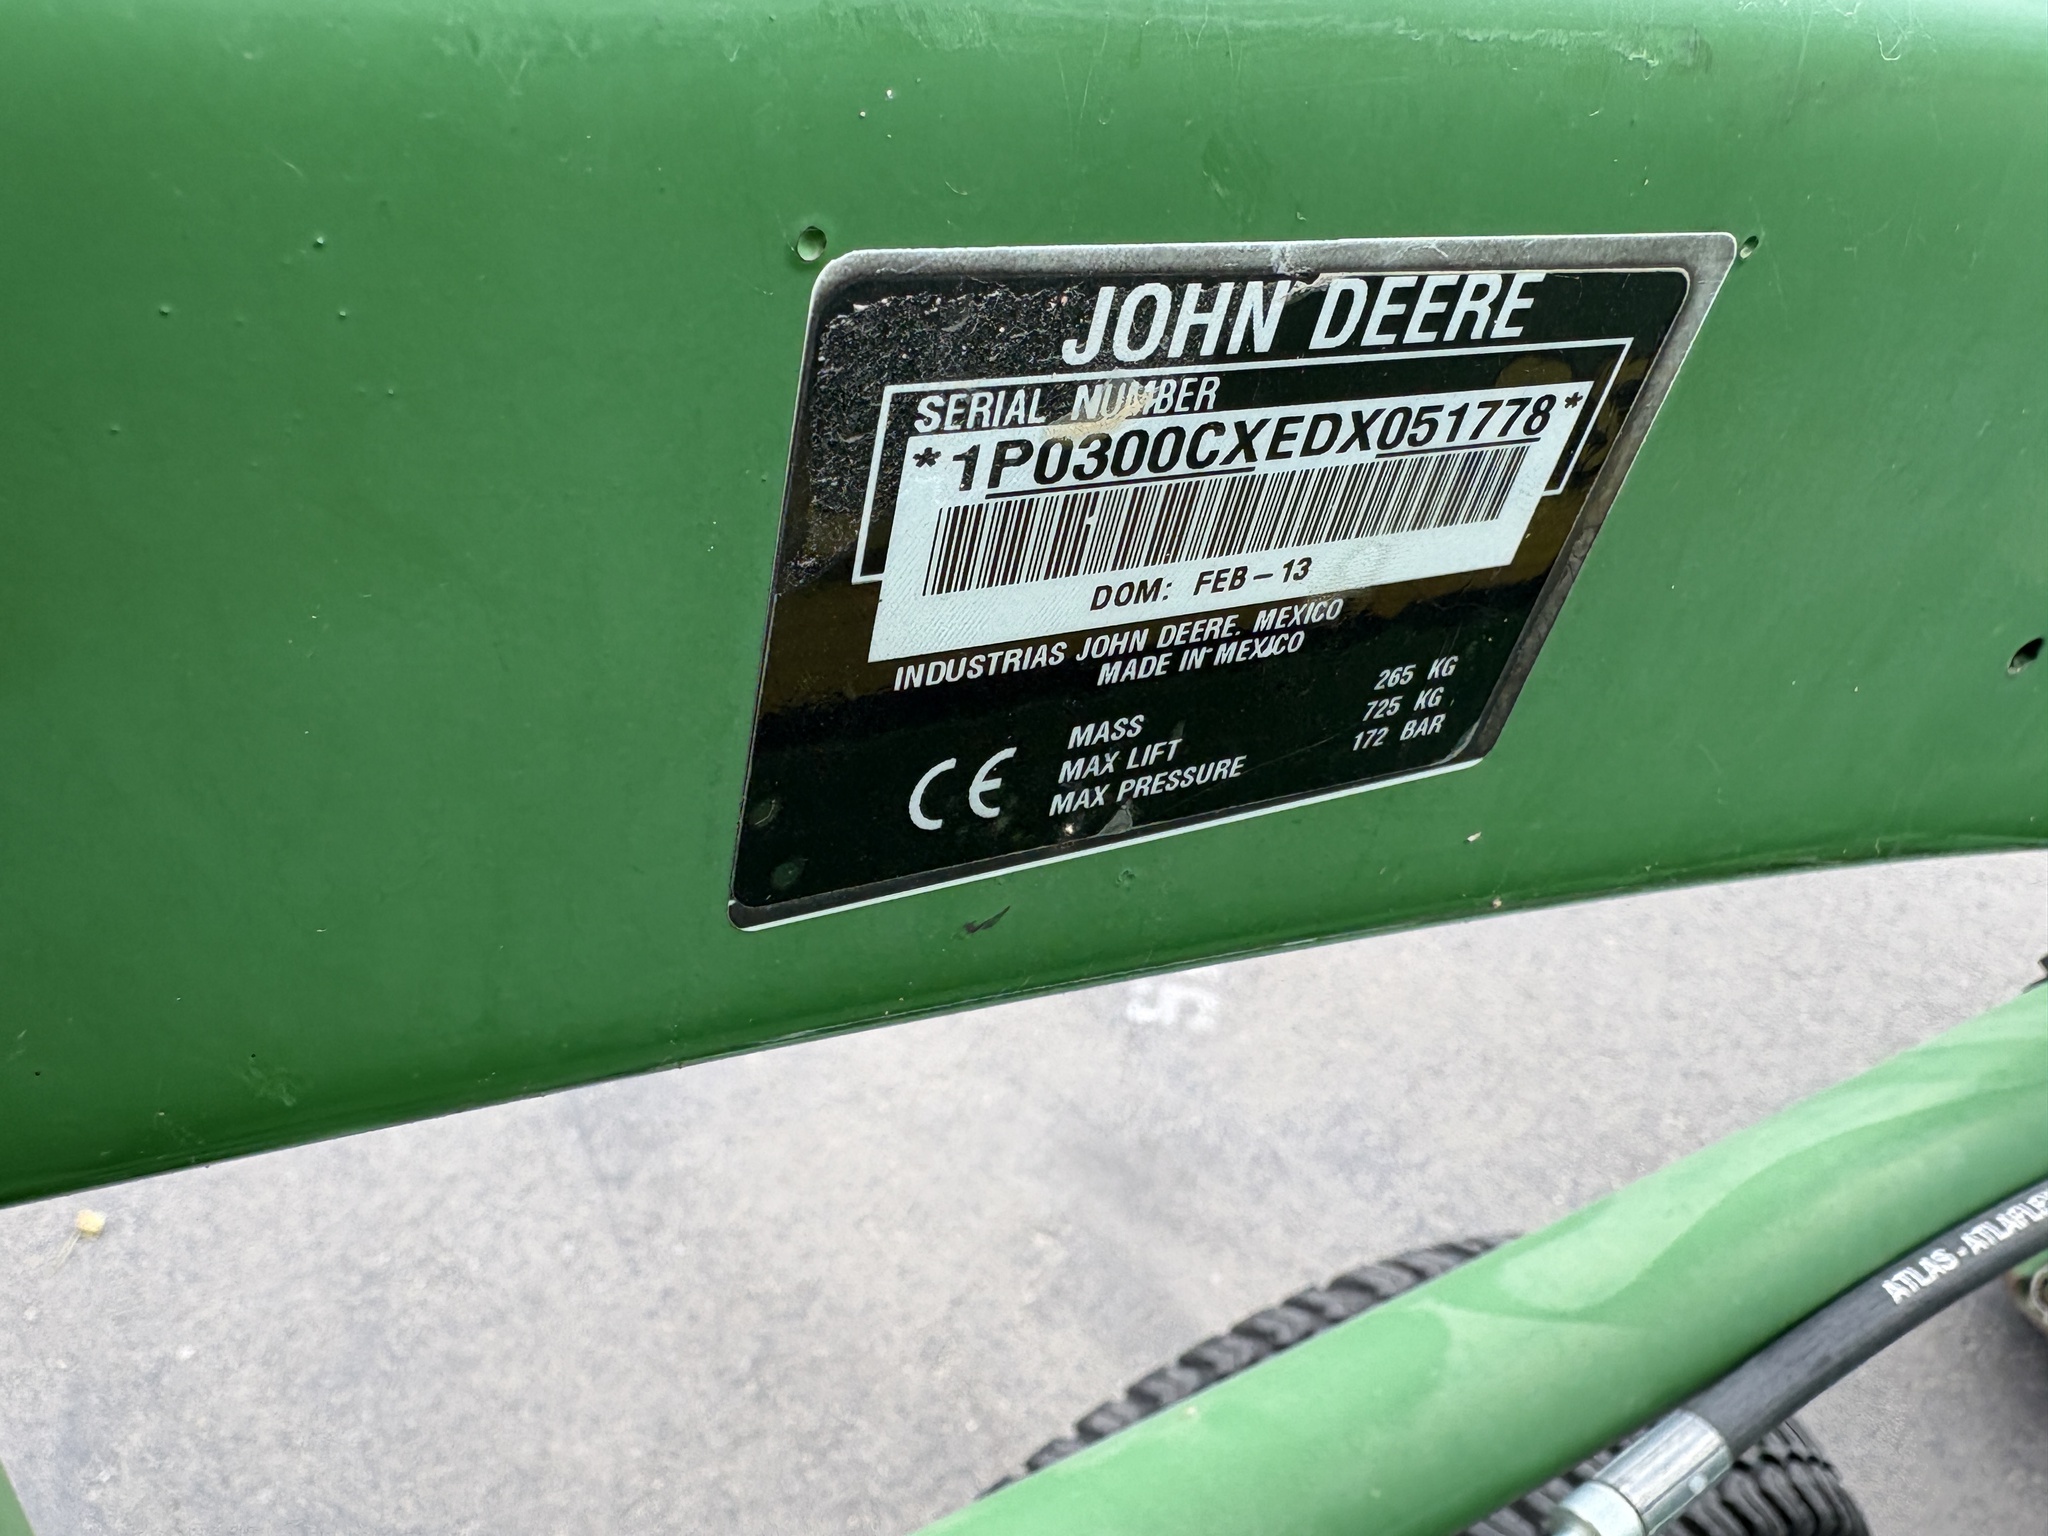 JOHN DEERE
SERIAL NUMBER
*1P0300CXEDX051778*
DOM: FEB-13
INDUSTRIAS JOHN DEERE. MEXICO
MADE IN MEXICO
CE
MASS 265 KG
MAX LIFT 725 KG
MAX PRESSURE 172 BAR
ATLAS - ATLAFLEX